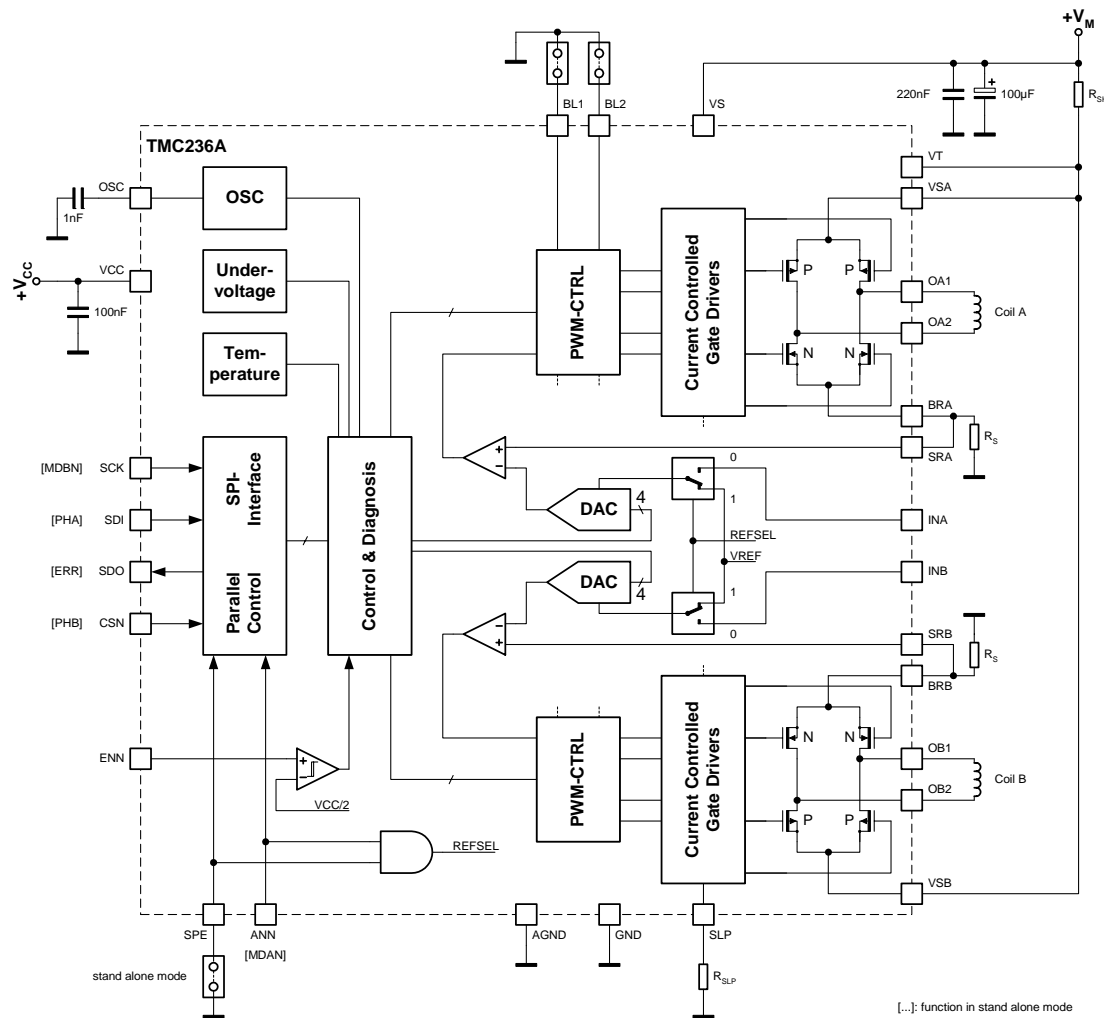 +VM
BL1
BL2
VS
220nF
100µF
+
TMC236A
VT
VSA
OSC
1nF
OSC
VCC
+VCC
100nF
Under-
voltage
Tem-
perature
PWM-CTRL
Current Controlled
Gate Drivers
P
P
N
N
OA1
OA2
Coil A
BRA
RS
SRA
[MDBN] SCK
[PHA] SDI
[ERR] SDO
[PHB] CSN
SPI-
Interface
Parallel
Control
Control & Diagnosis
+
−
DAC
4
0
1
REFSEL
VREF
INA
INB
DAC
4
1
0
−
+
SRB
RS
BRB
ENN
+
−
VCC/2
REFSEL
PWM-CTRL
Current Controlled
Gate Drivers
N
N
P
P
OB1
OB2
Coil B
VSB
SPE
ANN
[MDAN]
AGND
GND
SLP
stand alone mode
RSLP
[...]: function in stand alone mode